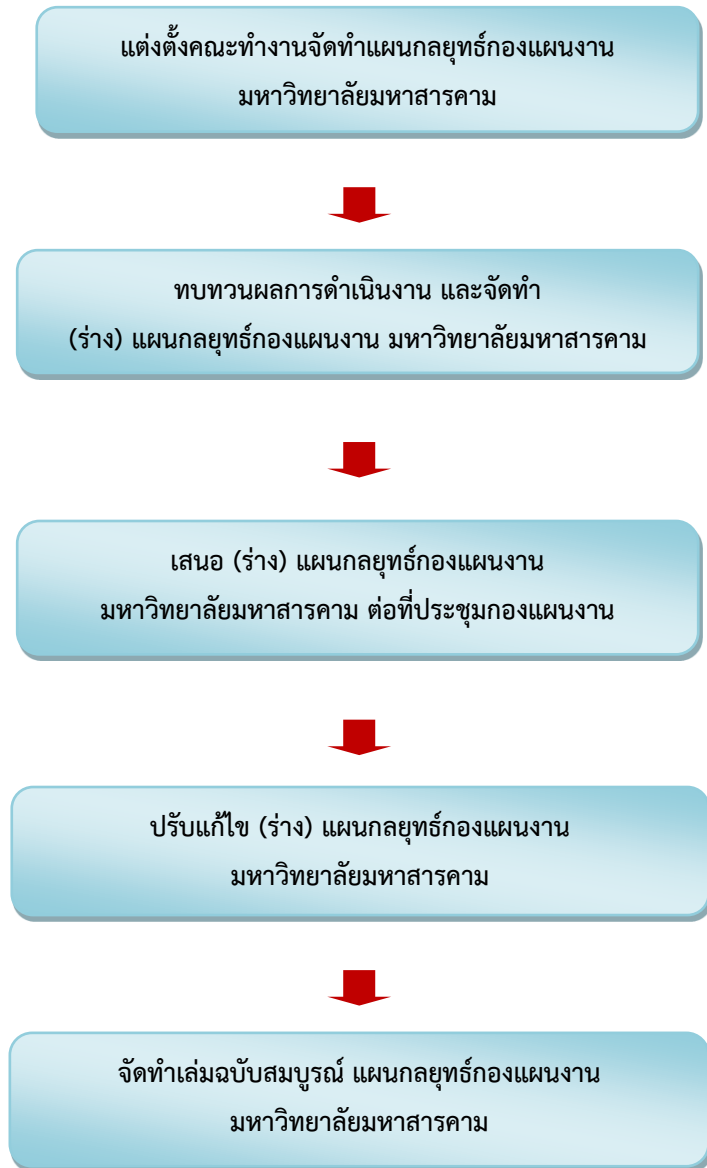 แต่งตั้งคณะทำงานจัดทำแผนกลยุทธ์กองแผนงาน
มหาวิทยาลัยมหาสารคาม
ทบทวนผลการดำเนินงาน และจัดทำ
(ร่าง) แผนกลยุทธ์กองแผนงาน มหาวิทยาลัยมหาสารคาม
เสนอ (ร่าง) แผนกลยุทธ์กองแผนงาน
มหาวิทยาลัยมหาสารคาม ต่อที่ประชุมกองแผนงาน
ปรับแก้ไข (ร่าง) แผนกลยุทธ์กองแผนงาน
มหาวิทยาลัยมหาสารคาม
จัดทำเล่มฉบับสมบูรณ์ แผนกลยุทธ์กองแผนงาน
มหาวิทยาลัยมหาสารคาม